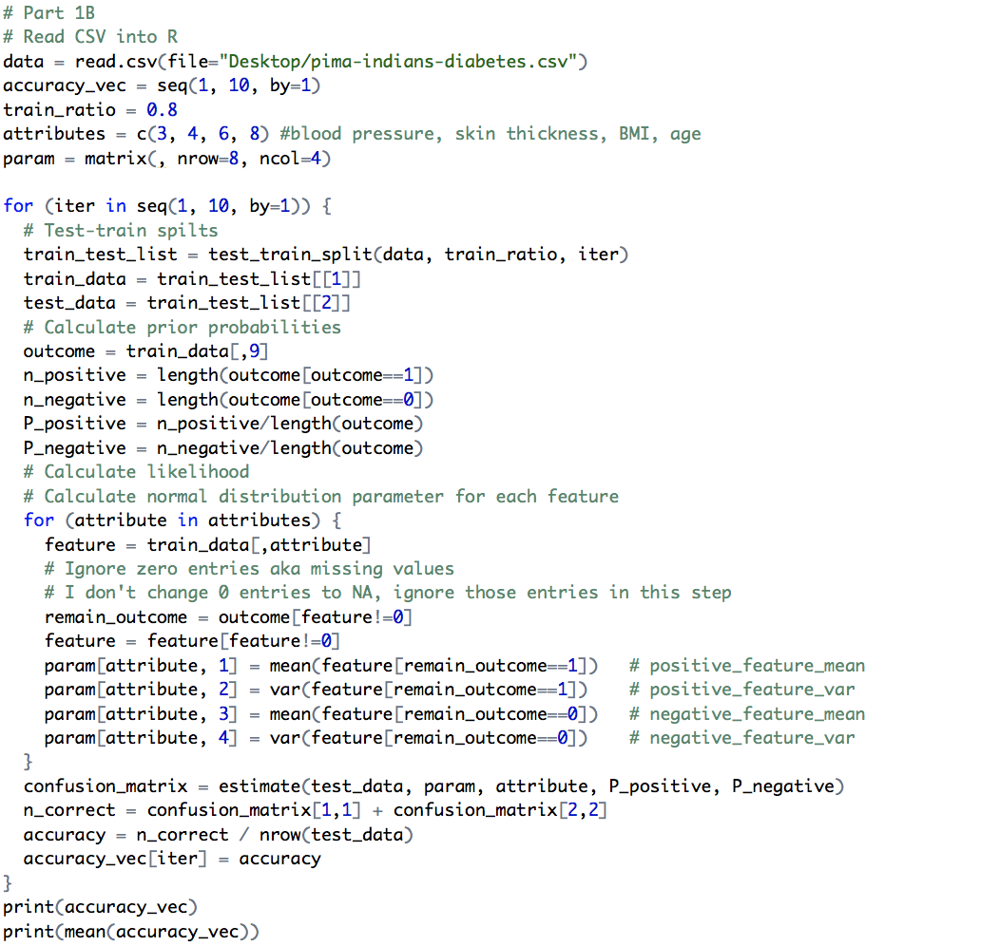 # Part 1B
# Read CSV into R
data = read.csv(file="Desktop/pima-indians-diabetes.csv")
accuracy_vec = seq(1, 10, by=1)
train_ratio = 0.8
attributes = c(3, 4, 6, 8) #blood pressure, skin thickness, BMI, age
param = matrix(, nrow=8, ncol=4)

for (iter in seq(1, 10, by=1)) {
  # Test-train spilts
  train_test_list = test_train_split(data, train_ratio, iter)
  train_data = train_test_list[[1]]
  test_data = train_test_list[[2]]
  # Calculate prior probabilities
  outcome = train_data[,9]
  n_positive = length(outcome[outcome==1])
  n_negative = length(outcome[outcome==0])
  P_positive = n_positive/length(outcome)
  P_negative = n_negative/length(outcome)
  # Calculate likelihood
  # Calculate normal distribution parameter for each feature
  for (attribute in attributes) {
    feature = train_data[,attribute]
    # Ignore zero entries aka missing values
    # I don't change 0 entries to NA, ignore those entries in this step
    remain_outcome = outcome[feature!=0]
    feature = feature[feature!=0]
    param[attribute, 1] = mean(feature[remain_outcome==1])   # positive_feature_mean
    param[attribute, 2] = var(feature[remain_outcome==1])    # positive_feature_var
    param[attribute, 3] = mean(feature[remain_outcome==0])   # negative_feature_mean
    param[attribute, 4] = var(feature[remain_outcome==0])    # negative_feature_var
  }
  confusion_matrix = estimate(test_data, param, attribute, P_positive, P_negative)
  n_correct = confusion_matrix[1,1] + confusion_matrix[2,2]
  accuracy = n_correct / nrow(test_data)
  accuracy_vec[iter] = accuracy
}
print(accuracy_vec)
print(mean(accuracy_vec))